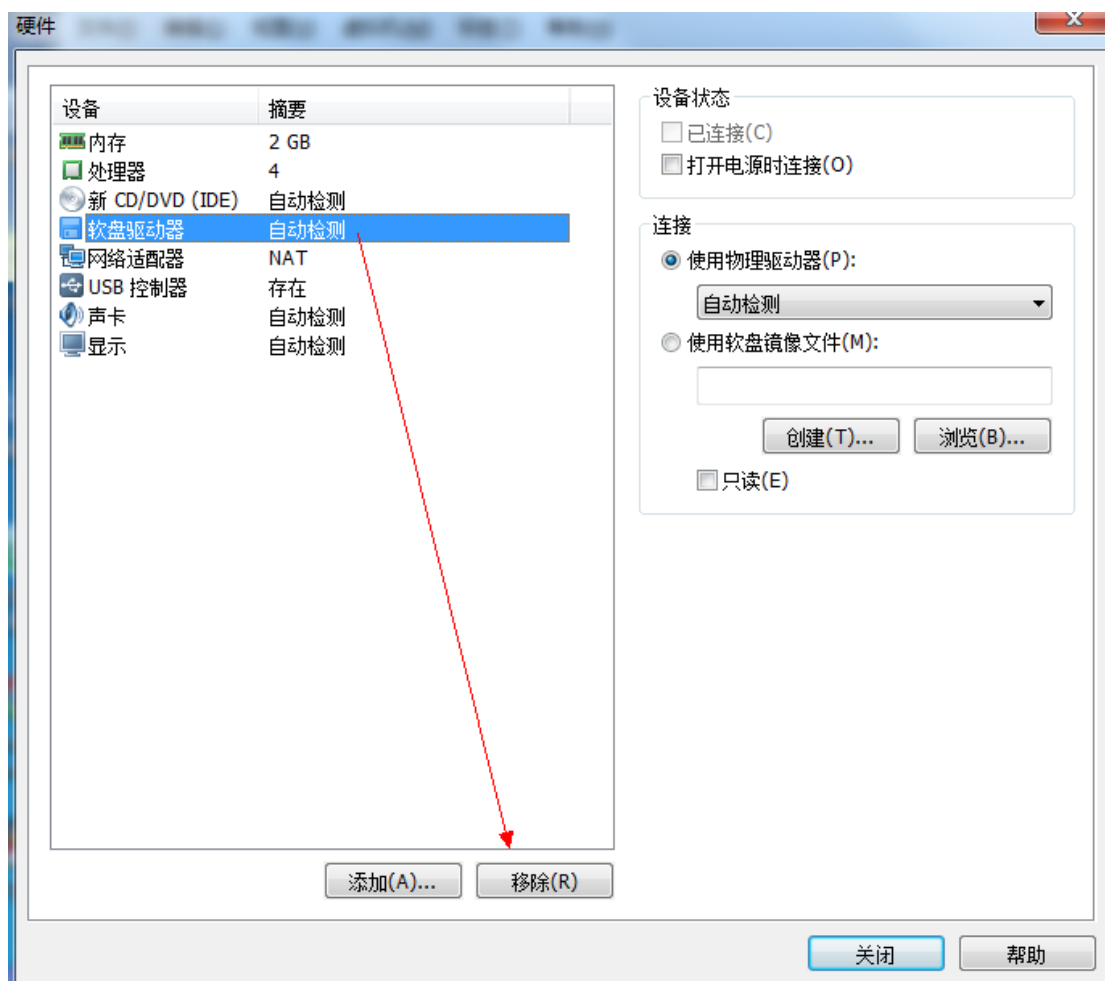 硬件
设备 摘要
内存 2 GB
处理器 4
新 CD/DVD (IDE) 自动检测
软盘驱动器 自动检测
网络适配器 NAT
USB 控制器 存在
声卡 自动检测
显示 自动检测
添加(A)... 移除(R)
设备状态
已连接(C)
打开电源时连接(O)
连接
使用物理驱动器(P):
自动检测
使用软盘镜像文件(M):
创建(T)... 浏览(B)...
只读(E)
关闭 帮助